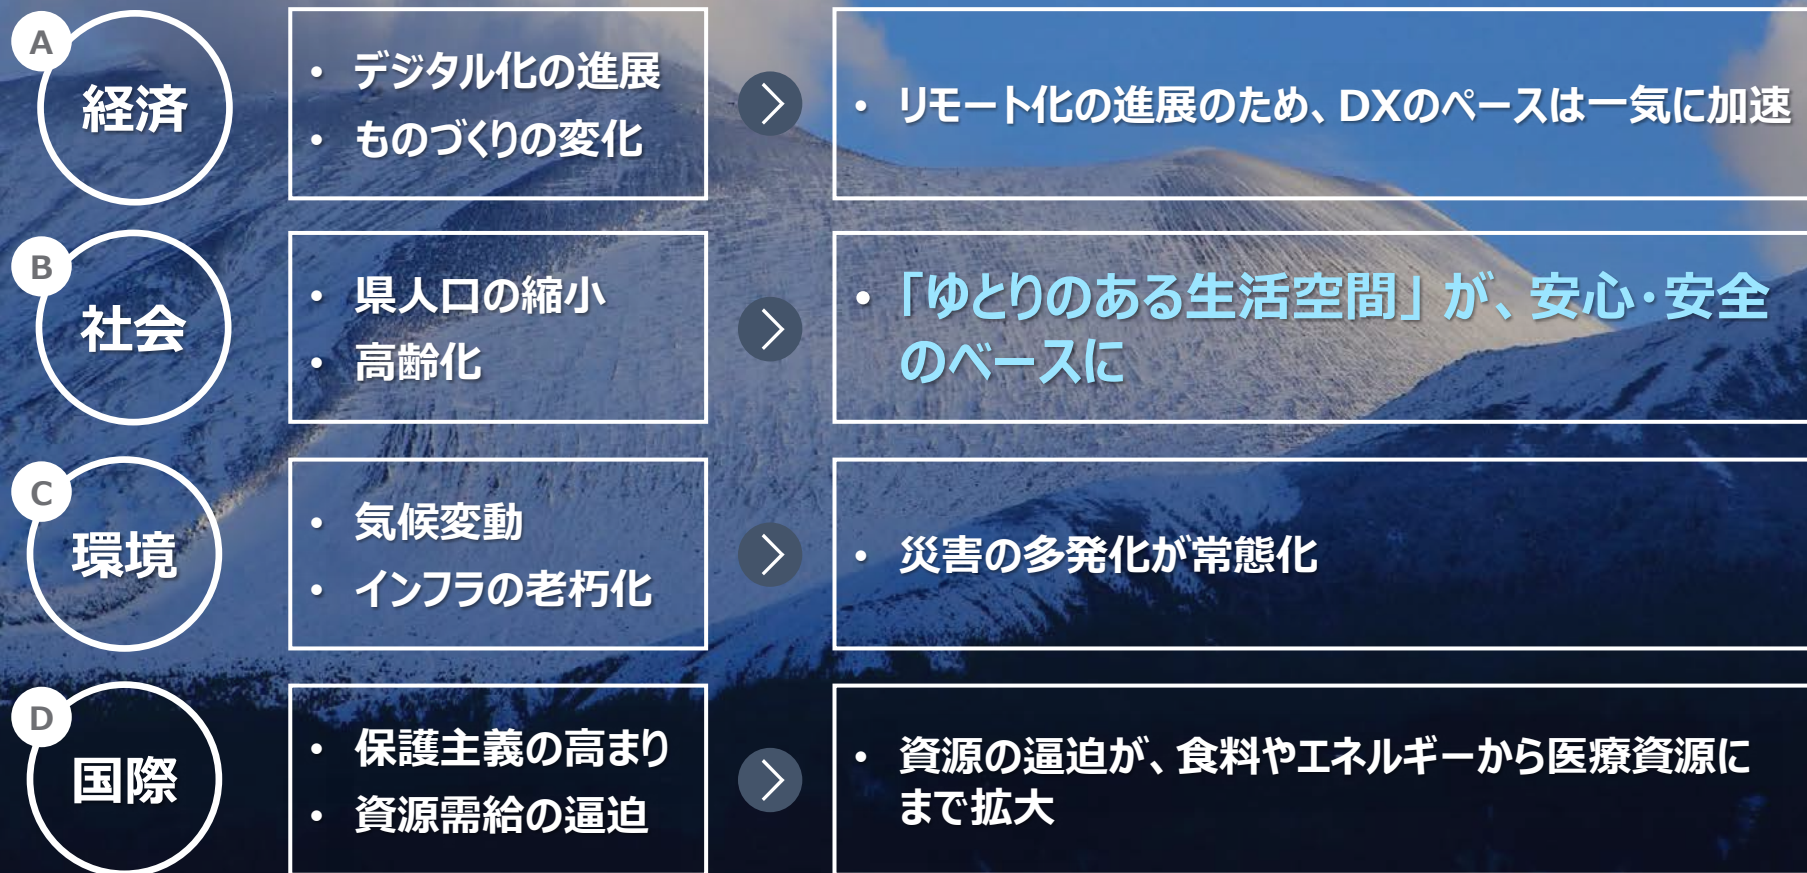 A
経済
• デジタル化の進展
• ものづくりの変化
• リモート化の進展のため、DXのペースは一気に加速
B
社会
• 県人口の縮小
• 高齢化
• 「ゆとりのある生活空間」が、安心・安全
のベースに
C
環境
• 気候変動
• インフラの老朽化
• 災害の多発化が常態化
D
国際
• 保護主義の高まり
• 資源需給の逼迫
• 資源の逼迫が、食料やエネルギーから医療資源に
まで拡大